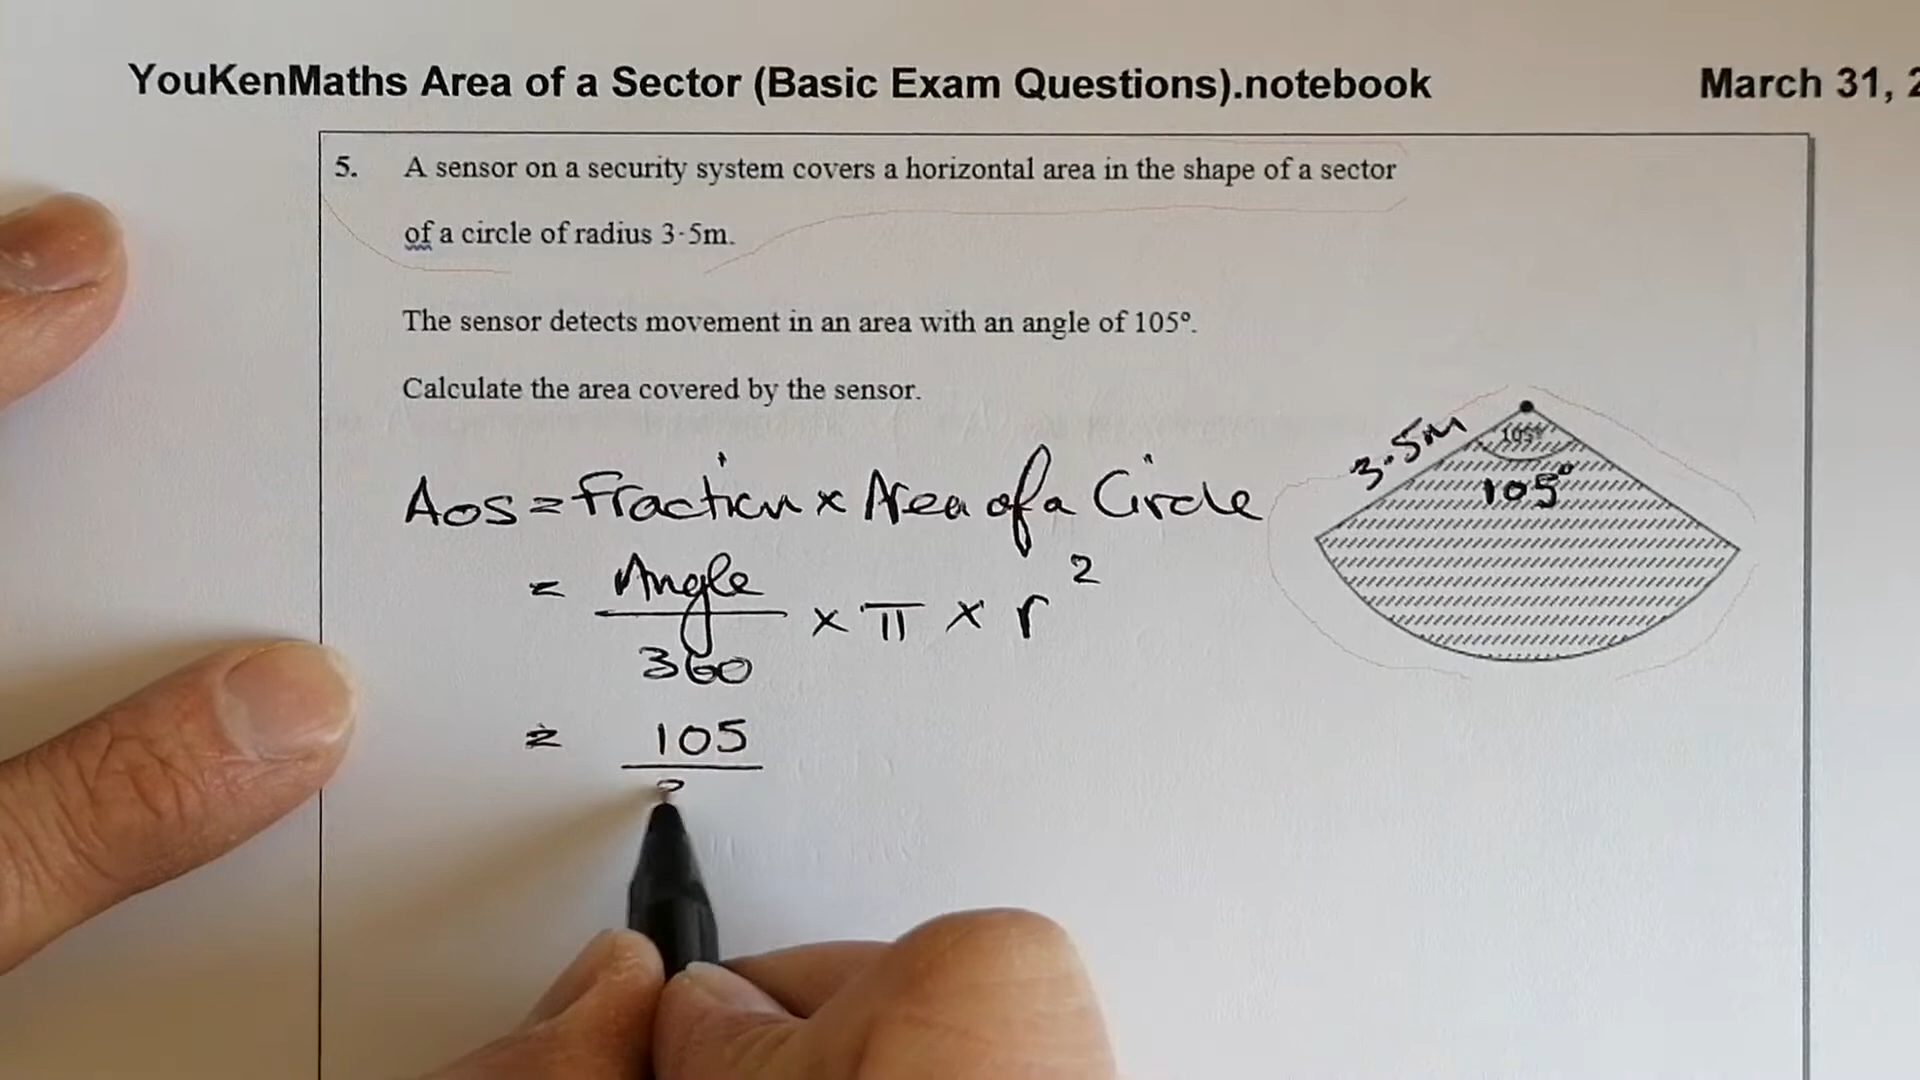 YouKenMaths Area of a Sector (Basic Exam Questions).notebook March 31, 2
5. A sensor on a security system covers a horizontal area in the shape of a sector
of a circle of radius 3·5m.
The sensor detects movement in an area with an angle of 105°.
Calculate the area covered by the sensor.
3.5m
105°
105°
AOS = Fraction × Area of a Circle
= Angle
360
× π × r²
= 105